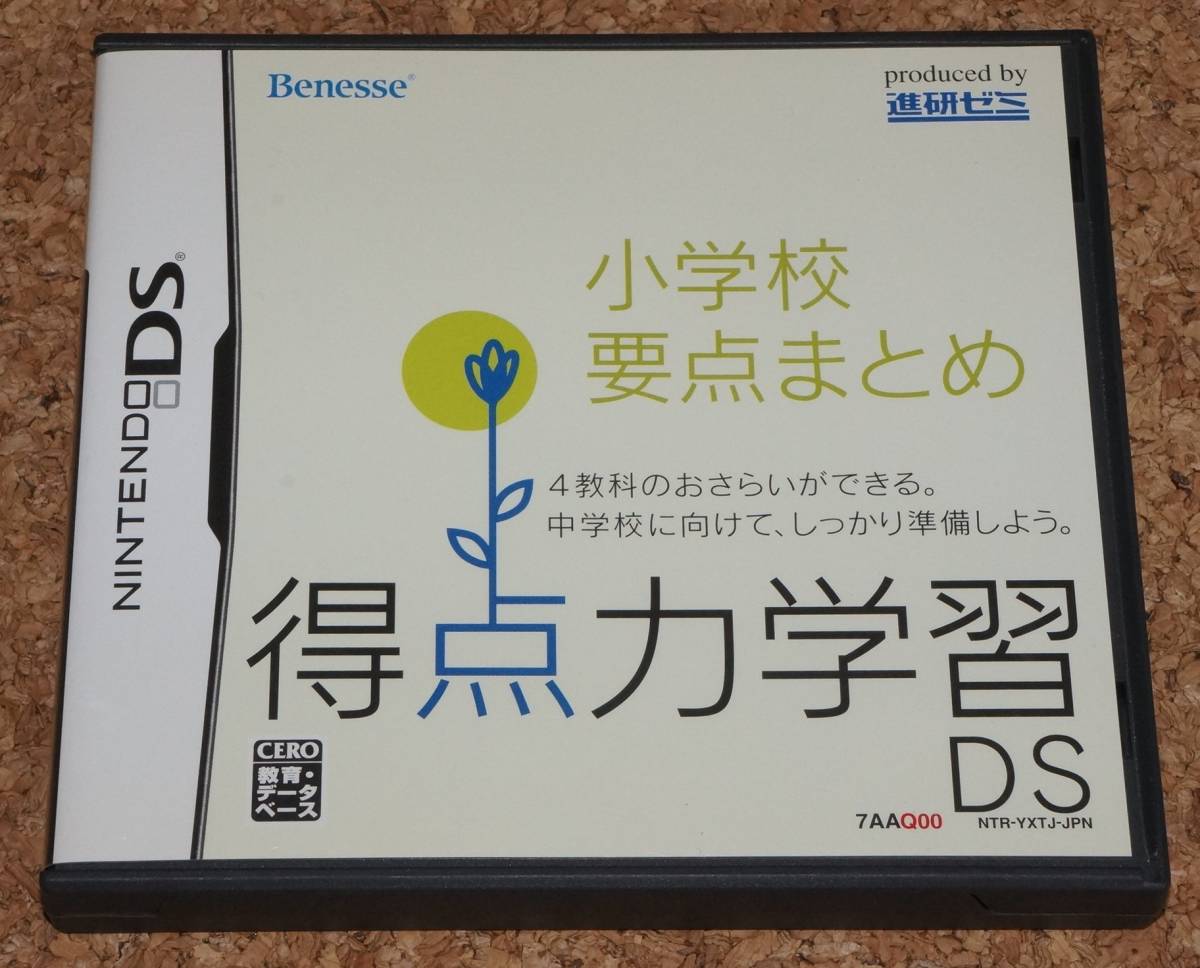 NINTENDO DS®
Benesse®
produced by
進研ゼミ
小学校
要点まとめ
4教科のおさらいができる。
中学校に向けて、しっかり準備しよう。
得点力学習
DS
CERO
教育・
データ
ベース
7AAQ00
NTR-YXTJ-JPN